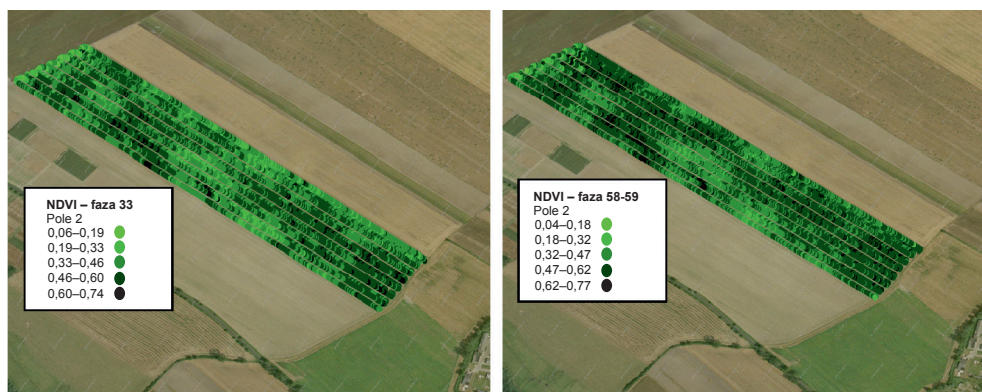 NDVI – faza 33
Pole 2
0,06–0,19
0,19–0,33
0,33–0,46
0,46–0,60
0,60–0,74
NDVI – faza 58-59
Pole 2
0,04–0,18
0,18–0,32
0,32–0,47
0,47–0,62
0,62–0,77